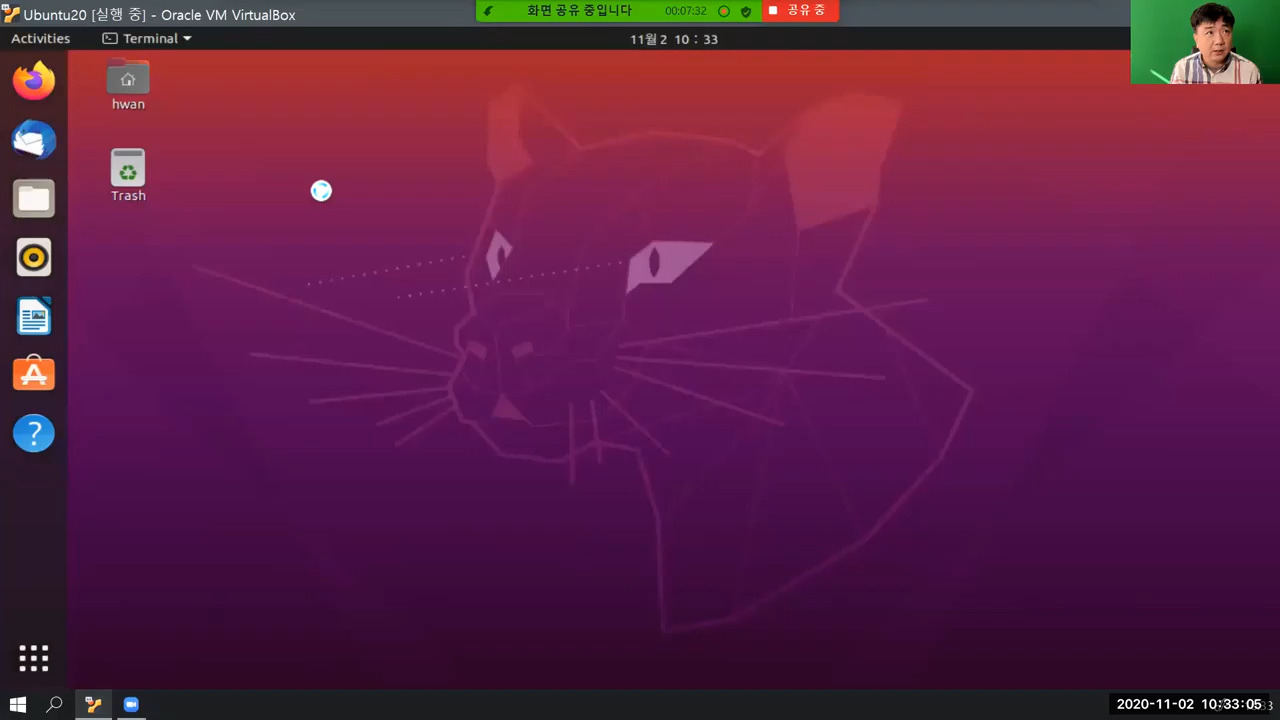 Ubuntu20 [실행 중] - Oracle VM VirtualBox
화면 공유 중입니다
00:07:32
공유 중
Activities
Terminal
11월 2 10 : 33
hwan
Trash
2020-11-02 10:33:05